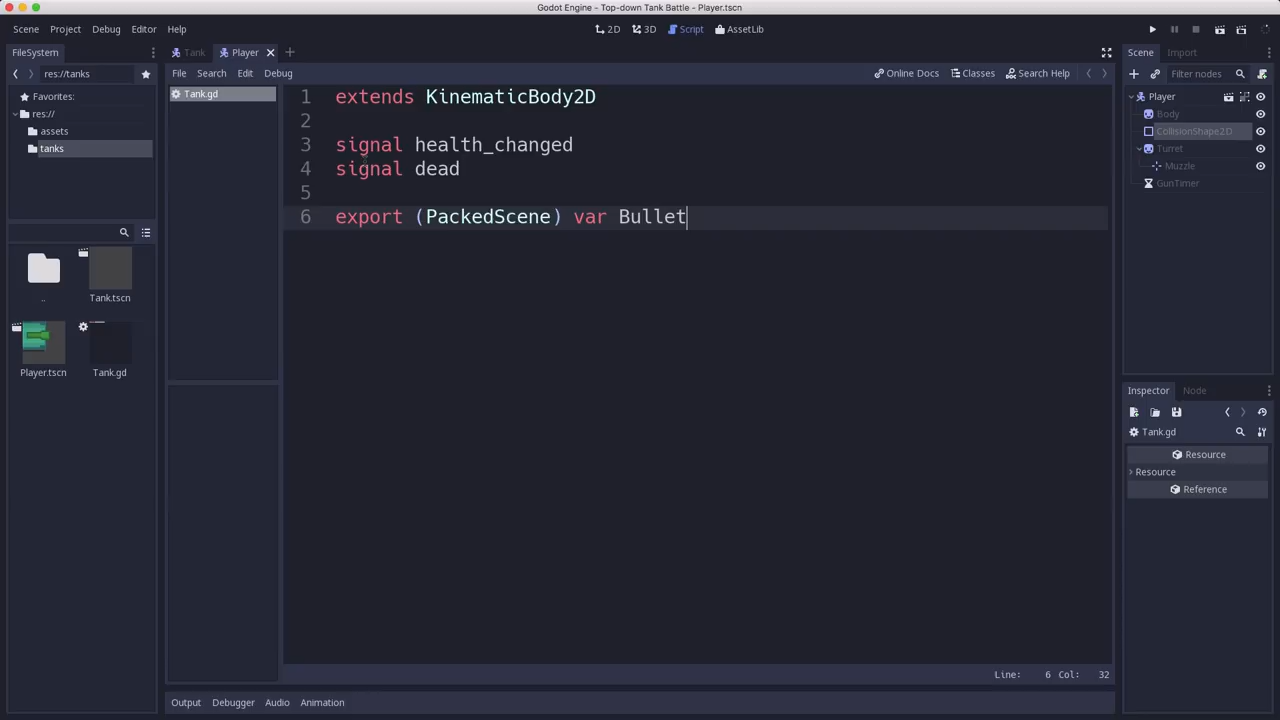 Godot Engine - Top-down Tank Battle - Player.tscn
Scene Project Debug Editor Help
2D 3D Script AssetLib
FileSystem
Tank Player
Scene Import
res://tanks
File Search Edit Debug
Online Docs Classes Search Help
Filter nodes
Favorites:
res://
assets
tanks
Tank.gd
1 extends KinematicBody2D
2
3 signal health_changed
4 signal dead
5
6 export (PackedScene) var Bullet
Player
Body
CollisionShape2D
Turret
Muzzle
GunTimer
..
Tank.tscn
Player.tscn
Tank.gd
Inspector Node
Tank.gd
Resource
Resource
Reference
Line: 6 Col: 32
Output Debugger Audio Animation